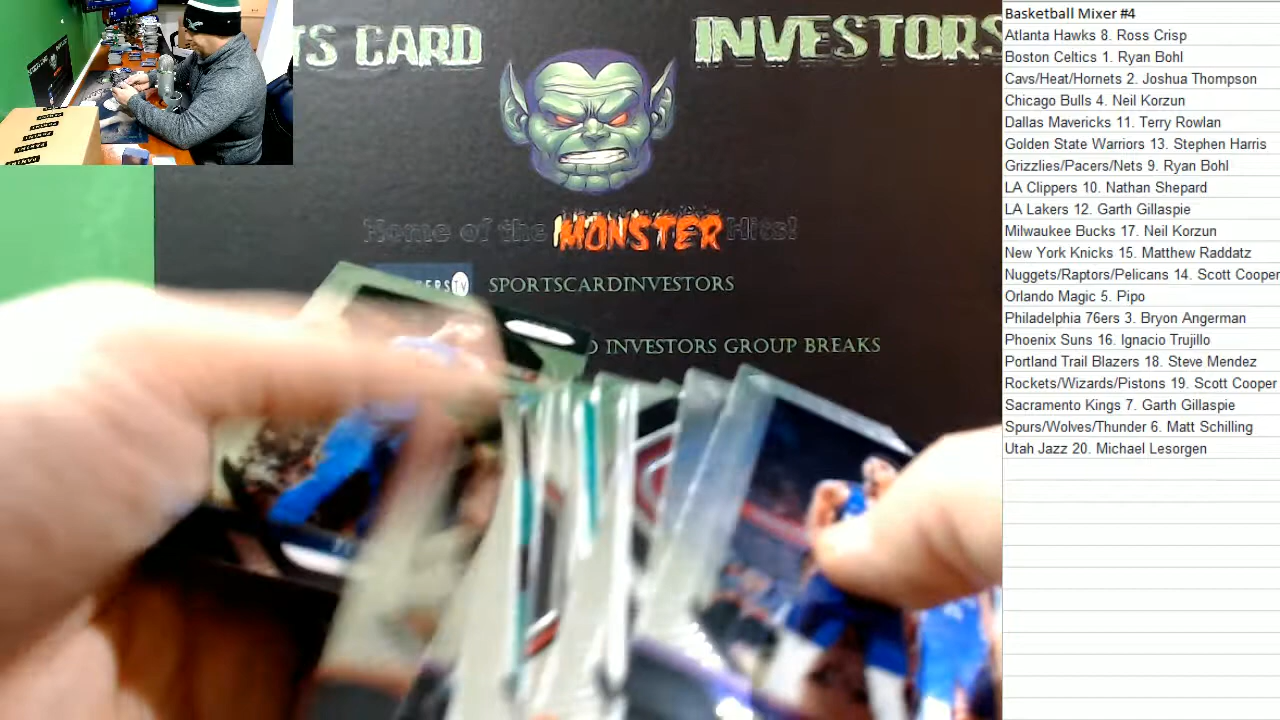 TS CARD INVESTORS
Home of the MONSTER Hits!
SPORTSCARDINVESTORS
INVESTORS GROUP BREAKS
Basketball Mixer #4
Atlanta Hawks 8. Ross Crisp
Boston Celtics 1. Ryan Bohl
Cavs/Heat/Hornets 2. Joshua Thompson
Chicago Bulls 4. Neil Korzun
Dallas Mavericks 11. Terry Rowlan
Golden State Warriors 13. Stephen Harris
Grizzlies/Pacers/Nets 9. Ryan Bohl
LA Clippers 10. Nathan Shepard
LA Lakers 12. Garth Gillaspie
Milwaukee Bucks 17. Neil Korzun
New York Knicks 15. Matthew Raddatz
Nuggets/Raptors/Pelicans 14. Scott Cooper
Orlando Magic 5. Pipo
Philadelphia 76ers 3. Bryon Angerman
Phoenix Suns 16. Ignacio Trujillo
Portland Trail Blazers 18. Steve Mendez
Rockets/Wizards/Pistons 19. Scott Cooper
Sacramento Kings 7. Garth Gillaspie
Spurs/Wolves/Thunder 6. Matt Schilling
Utah Jazz 20. Michael Lesorgen